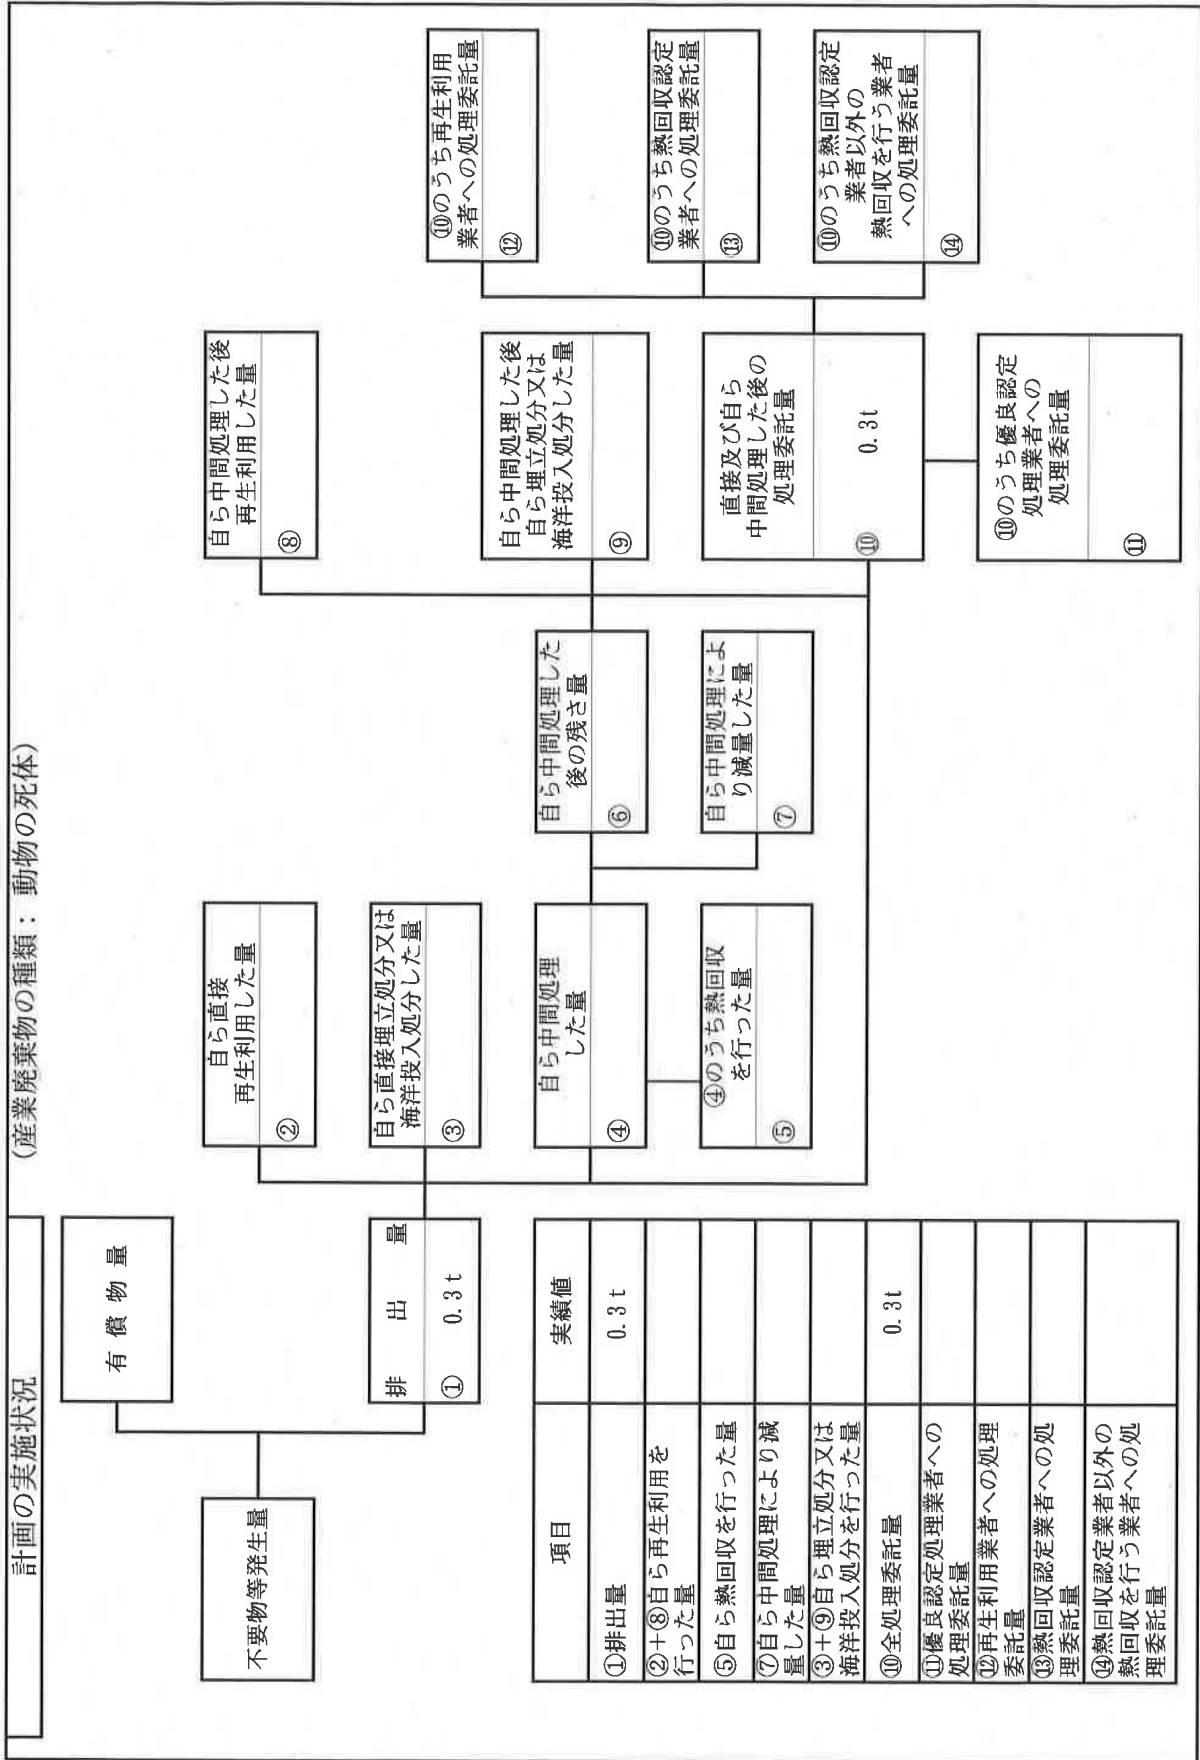 計画の実施状況
（産業廃棄物の種類： 動物の死体）
不要物等発生量
有 償 物 量
排 出 量
① 0.3t
自ら直接
再生利用した量
②
自ら直接埋立処分又は
海洋投入処分した量
③
自ら中間処理
した量
④
④のうち熱回収
を行った量
⑤
自ら中間処理した
後の残さ量
⑥
自ら中間処理によ
り減量した量
⑦
自ら中間処理した後
再生利用した量
⑧
自ら中間処理した後
自ら埋立処分又は
海洋投入処分した量
⑨
直接及び自ら
中間処理した後の
処理委託量
⑩ 0.3t
⑩のうち優良認定
処理業者への
処理委託量
⑪
⑩のうち再生利用
業者への処理委託量
⑫
⑩のうち熱回収認定
業者への処理委託量
⑬
⑩のうち熱回収認定
業者以外の
熱回収を行う業者
への処理委託量
⑭
項目 実績値
①排出量 0.3t
②＋⑧自ら再生利用を
行った量
⑤自ら熱回収を行った量
⑦自ら中間処理により減
量した量
③＋⑨自ら埋立処分又は
海洋投入処分を行った量
⑩全処理委託量 0.3t
⑪優良認定処理業者への
処理委託量
⑫再生利用業者への処理
委託量
⑬熱回収認定業者への処
理委託量
⑭熱回収認定業者以外の
熱回収を行う業者への処
理委託量